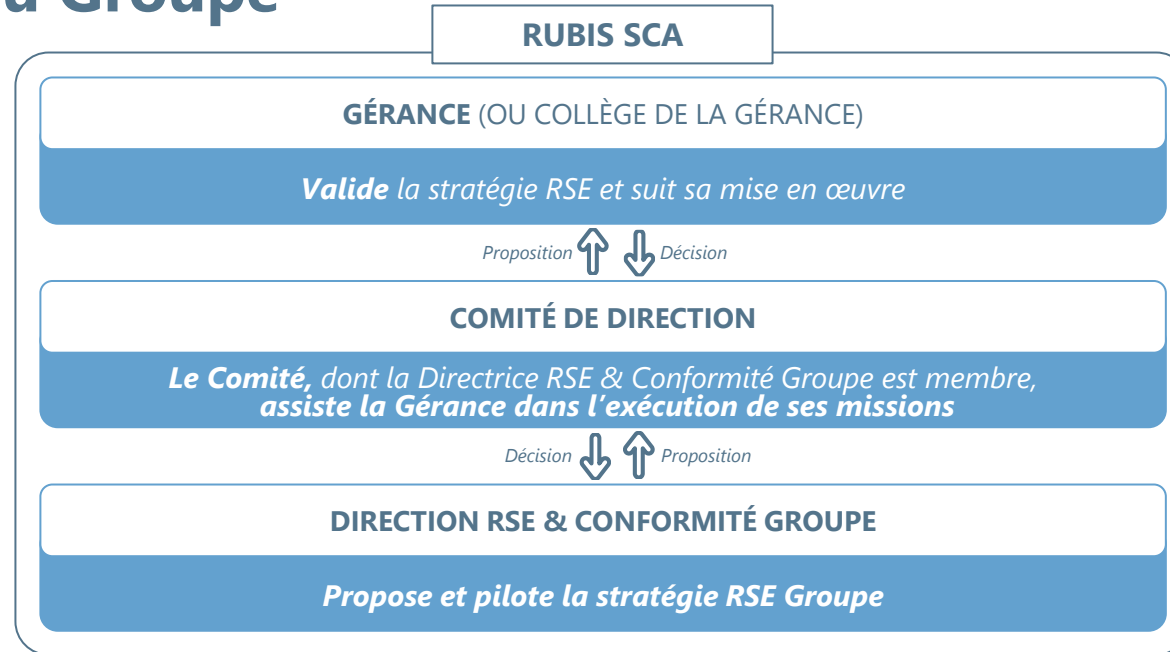 u Groupe
RUBIS SCA
GÉRANCE (OU COLLÈGE DE LA GÉRANCE)
Valide la stratégie RSE et suit sa mise en œuvre
Proposition Décision
COMITÉ DE DIRECTION
Le Comité, dont la Directrice RSE & Conformité Groupe est membre,
assiste la Gérance dans l’exécution de ses missions
Décision Proposition
DIRECTION RSE & CONFORMITÉ GROUPE
Propose et pilote la stratégie RSE Groupe